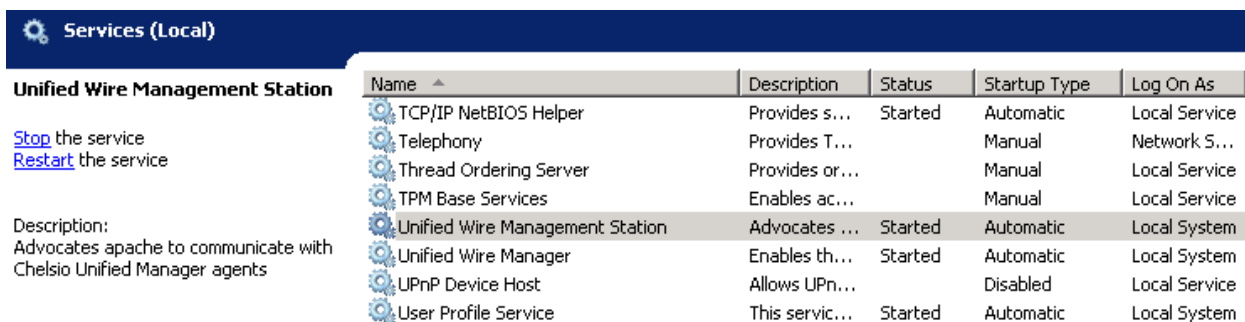 Services (Local)
Unified Wire Management Station
Stop the service
Restart the service
Description:
Advocates apache to communicate with
Chelsio Unified Manager agents
Name Description Status Startup Type Log On As
TCP/IP NetBIOS Helper Provides s... Started Automatic Local Service
Telephony Provides T... Manual Network S...
Thread Ordering Server Provides or... Manual Local Service
TPM Base Services Enables ac... Manual Local Service
Unified Wire Management Station Advocates ... Started Automatic Local System
Unified Wire Manager Enables th... Started Automatic Local System
UPnP Device Host Allows UPn... Disabled Local Service
User Profile Service This servic... Started Automatic Local System